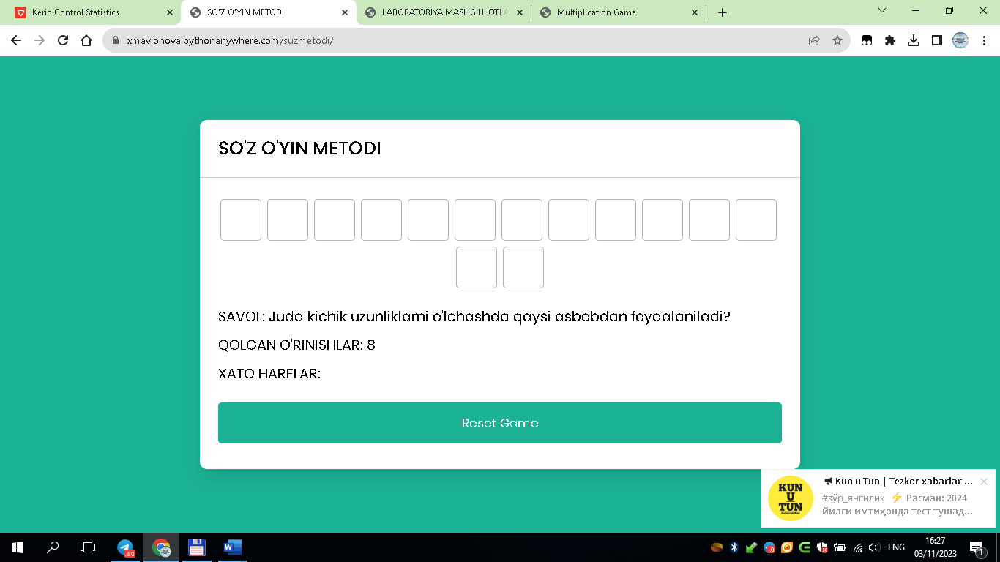 Kerio Control Statistics
SO'Z O'YIN METODI
LABORATORIYA MASHG'ULOTLA
Multiplication Game
xmavlonova.pythonanywhere.com/suzmetodi/
SO'Z O'YIN METODI
SAVOL: Juda kichik uzunliklarni o'lchashda qaysi asbobdan foydalaniladi?
QOLGAN O'RINISHLAR: 8
XATO HARFLAR:
Reset Game
KUN
U
TUN
Kun u Tun | Tezkor xabarlar ...
#зўр_янгилик ⚡ Расман: 2024
йилги имтиҳонда тест тушад...
.80
ENG
16:27
03/11/2023
1